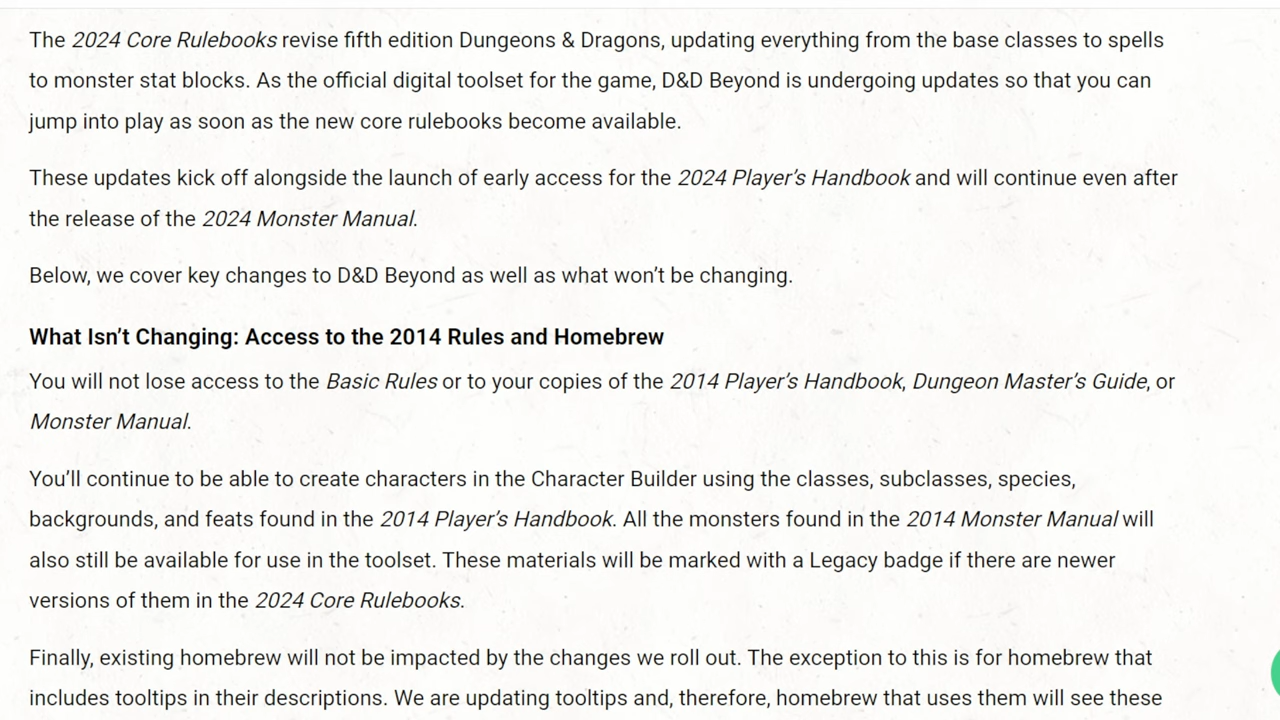 The 2024 Core Rulebooks revise fifth edition Dungeons & Dragons, updating everything from the base classes to spells
to monster stat blocks. As the official digital toolset for the game, D&D Beyond is undergoing updates so that you can
jump into play as soon as the new core rulebooks become available.
These updates kick off alongside the launch of early access for the 2024 Player’s Handbook and will continue even after
the release of the 2024 Monster Manual.
Below, we cover key changes to D&D Beyond as well as what won’t be changing.
What Isn’t Changing: Access to the 2014 Rules and Homebrew
You will not lose access to the Basic Rules or to your copies of the 2014 Player’s Handbook, Dungeon Master’s Guide, or
Monster Manual.
You’ll continue to be able to create characters in the Character Builder using the classes, subclasses, species,
backgrounds, and feats found in the 2014 Player’s Handbook. All the monsters found in the 2014 Monster Manual will
also still be available for use in the toolset. These materials will be marked with a Legacy badge if there are newer
versions of them in the 2024 Core Rulebooks.
Finally, existing homebrew will not be impacted by the changes we roll out. The exception to this is for homebrew that
includes tooltips in their descriptions. We are updating tooltips and, therefore, homebrew that uses them will see these